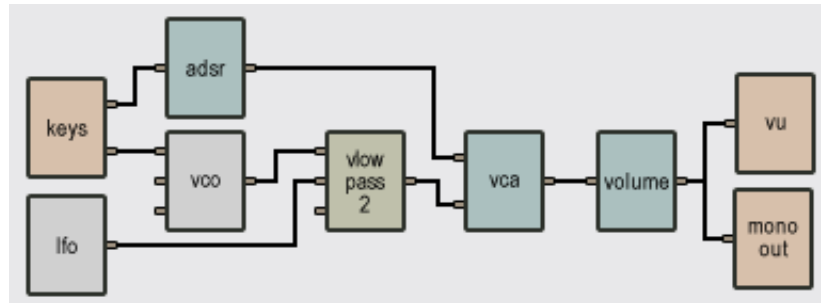 adsr
keys
vco
lfo
vlow
pass
2
vca
volume
vu
mono
out